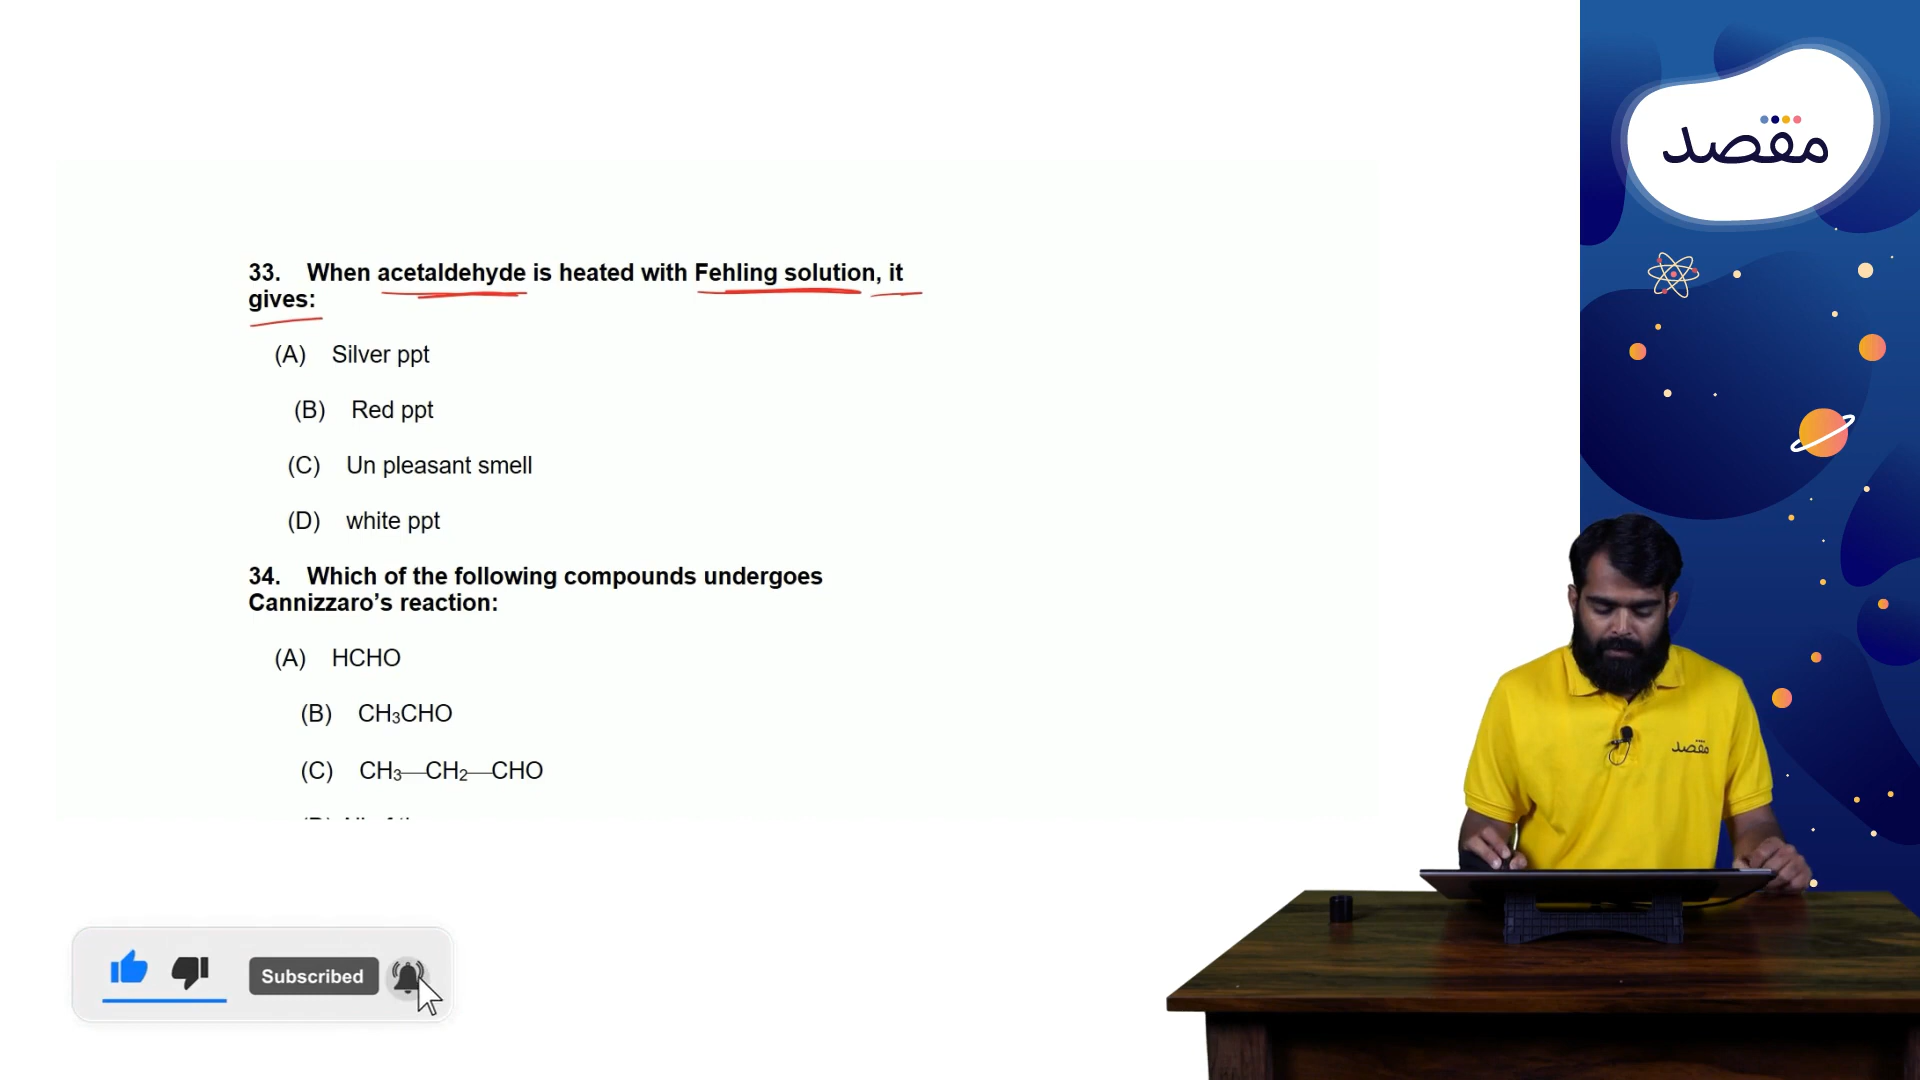 مقصد
33. When acetaldehyde is heated with Fehling solution, it
gives:
(A) Silver ppt
(B) Red ppt
(C) Un pleasant smell
(D) white ppt
34. Which of the following compounds undergoes
Cannizzaro’s reaction:
(A) HCHO
(B) CH₃CHO
(C) CH₃—CH₂—CHO
مقصد
Subscribed